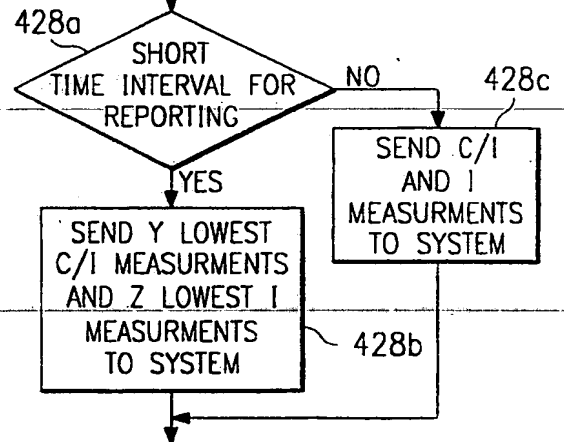 428a
SHORT
TIME INTERVAL FOR
REPORTING
NO
428c
SEND C/I
AND I
MEASURMENTS
TO SYSTEM
YES
SEND Y LOWEST
C/I MEASURMENTS
AND Z LOWEST I
MEASURMENTS
TO SYSTEM
428b